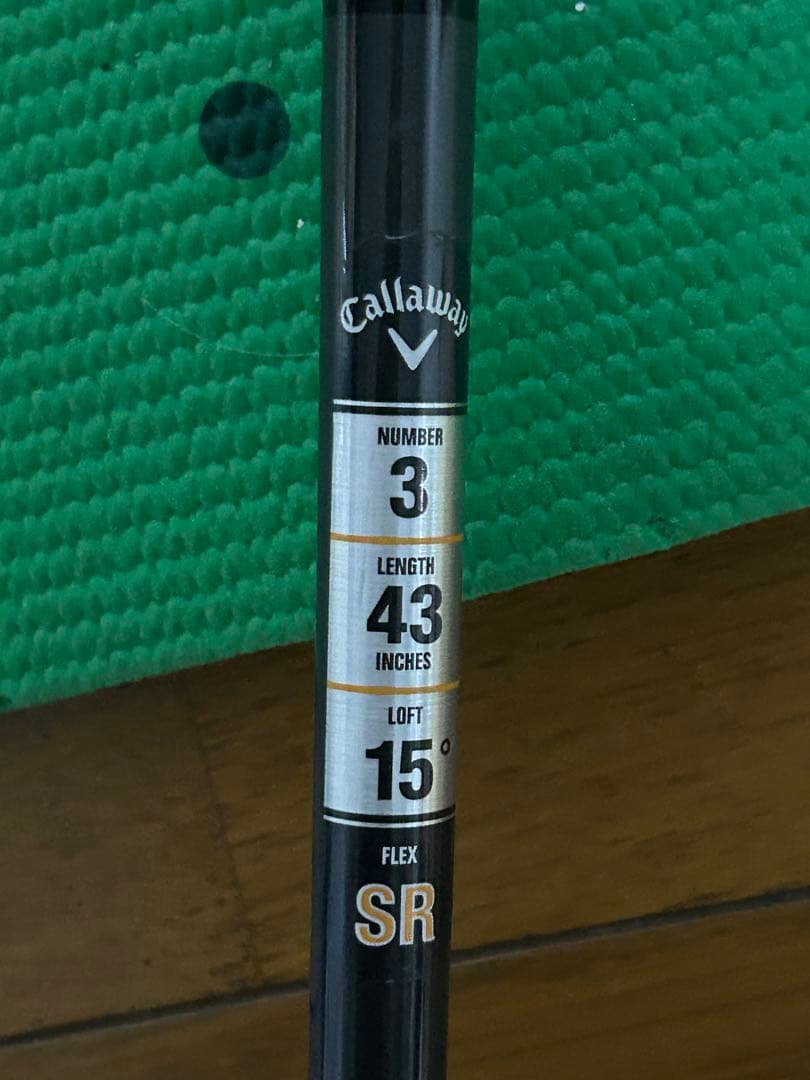 Callaway
NUMBER
3
LENGTH
43
INCHES
LOFT
15°
FLEX
SR